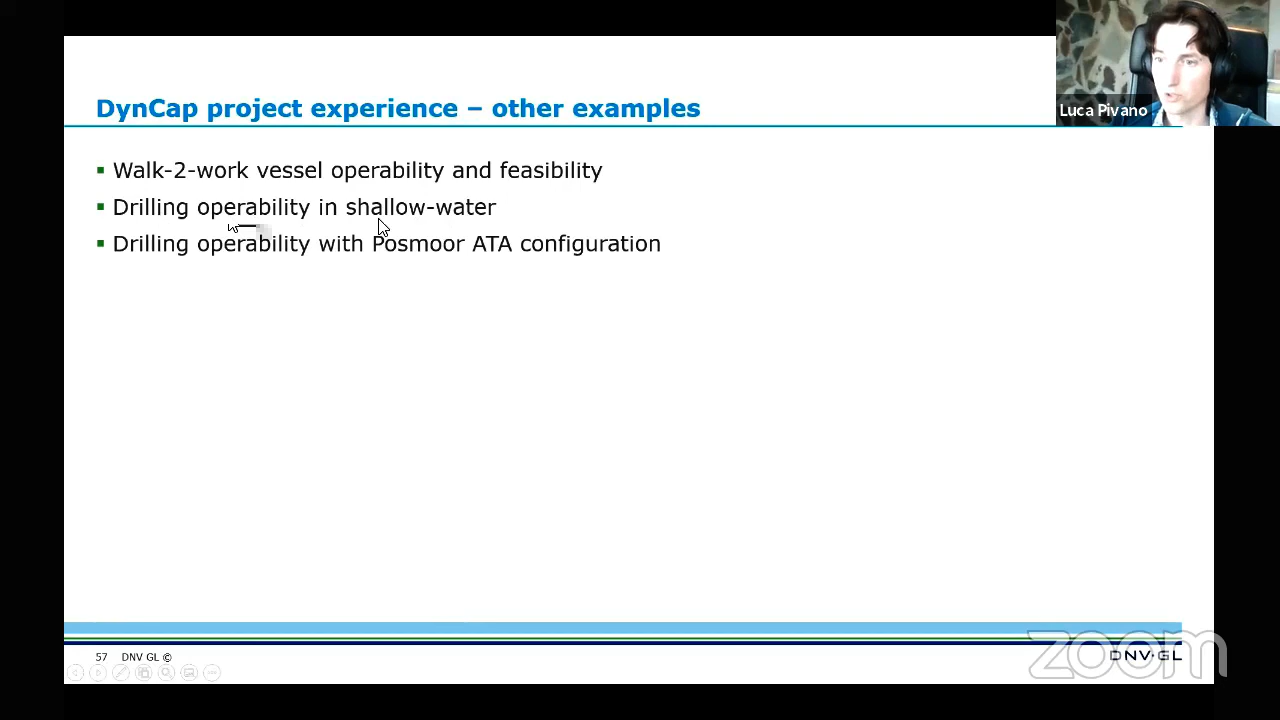 DynCap project experience – other examples
Luca Pivano
Walk-2-work vessel operability and feasibility
Drilling operability in shallow-water
Drilling operability with Posmoor ATA configuration
57 DNV GL ©
DNV·GL
zoom